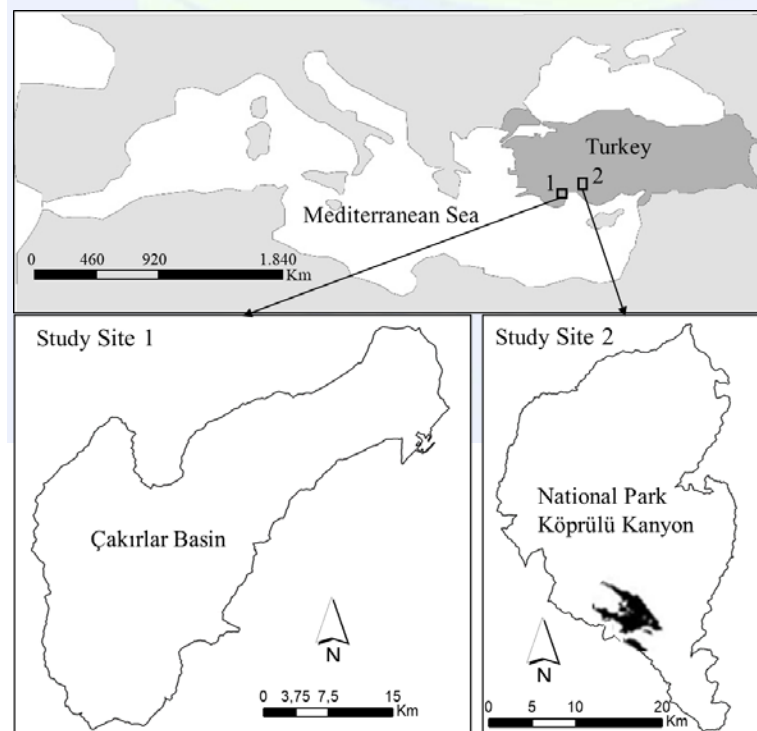 Turkey
1
2
Mediterranean Sea
0 460 920 1.840
Km
Study Site 1
Çakırlar Basin
N
0 3,75 7,5 15
Km
Study Site 2
National Park
Köprülü Kanyon
N
0 5 10 20
Km